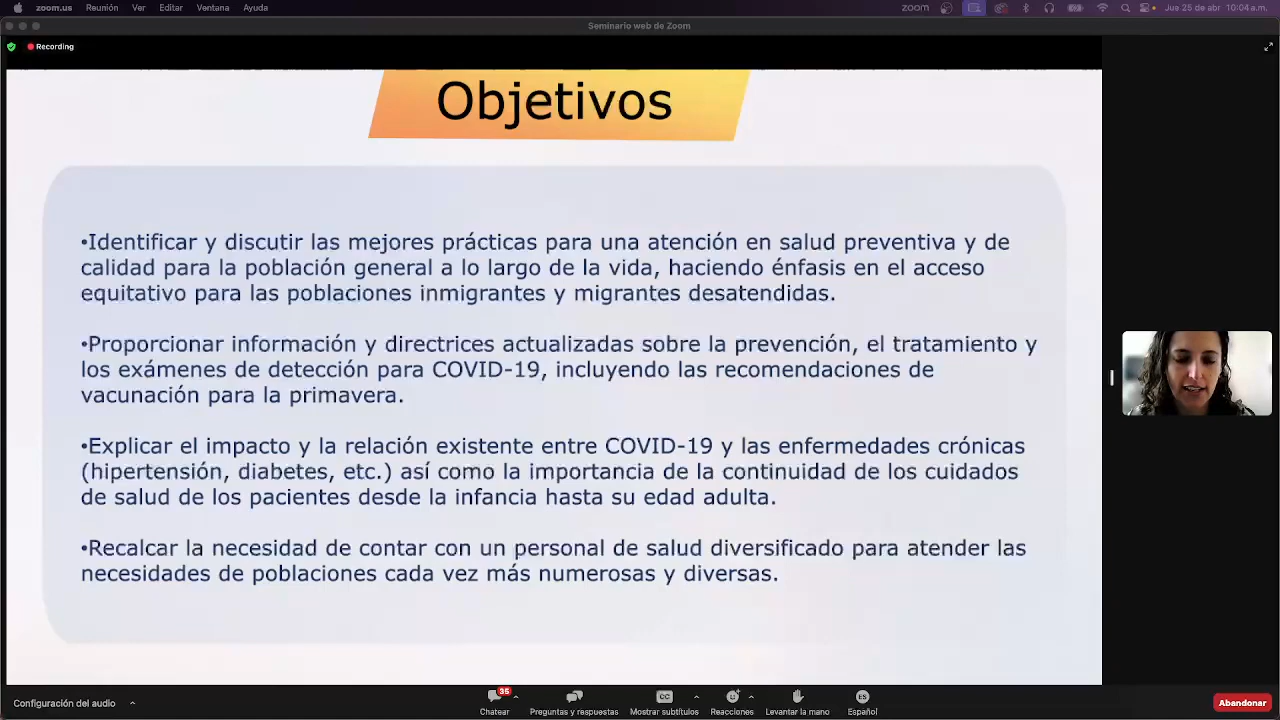 zoom.us Reunión Ver Editar Ventana Ayuda zoom Jue 25 de abr 10:04 a.m.
Seminario web de Zoom
Recording
Objetivos
•Identificar y discutir las mejores prácticas para una atención en salud preventiva y de
calidad para la población general a lo largo de la vida, haciendo énfasis en el acceso
equitativo para las poblaciones inmigrantes y migrantes desatendidas.
•Proporcionar información y directrices actualizadas sobre la prevención, el tratamiento y
los exámenes de detección para COVID-19, incluyendo las recomendaciones de
vacunación para la primavera.
•Explicar el impacto y la relación existente entre COVID-19 y las enfermedades crónicas
(hipertensión, diabetes, etc.) así como la importancia de la continuidad de los cuidados
de salud de los pacientes desde la infancia hasta su edad adulta.
•Recalcar la necesidad de contar con un personal de salud diversificado para atender las
necesidades de poblaciones cada vez más numerosas y diversas.
35
ES
Configuración del audio Chatear Preguntas y respuestas Mostrar subtítulos Reacciones Levantar la mano Español Abandonar